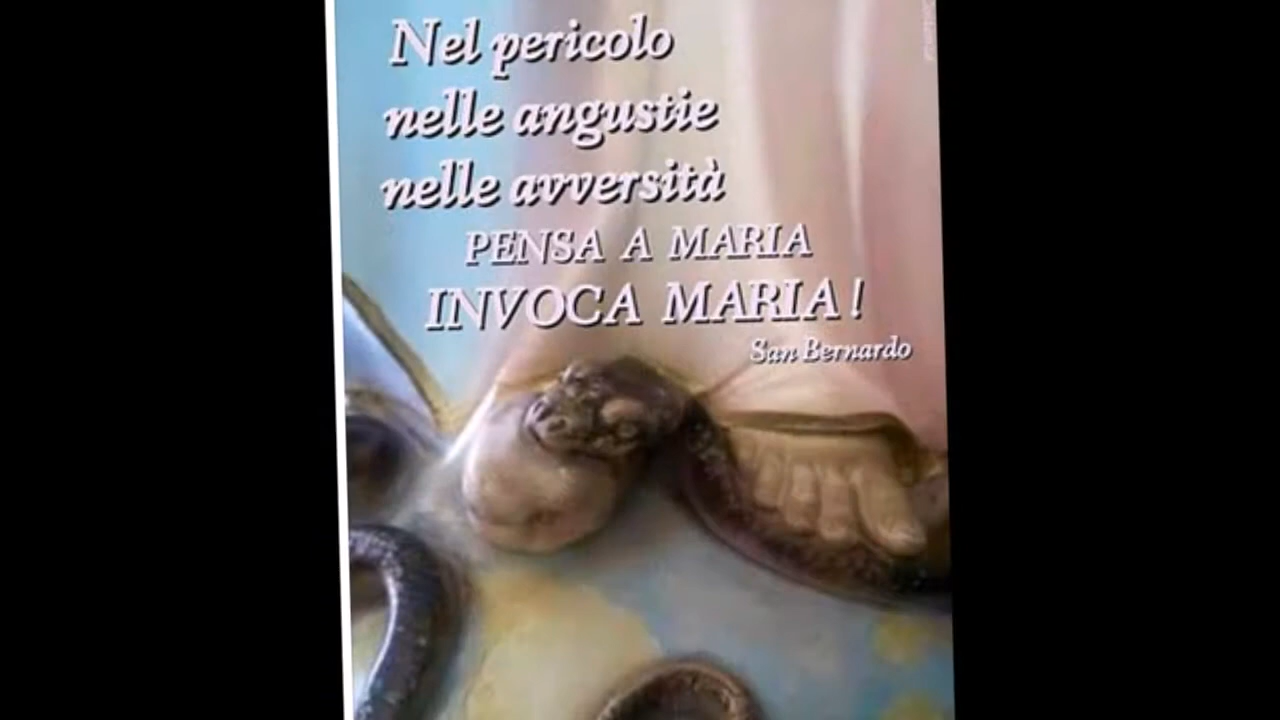 Nel pericolo
nelle angustie
nelle avversità
PENSA A MARIA
INVOCA MARIA!
San Bernardo